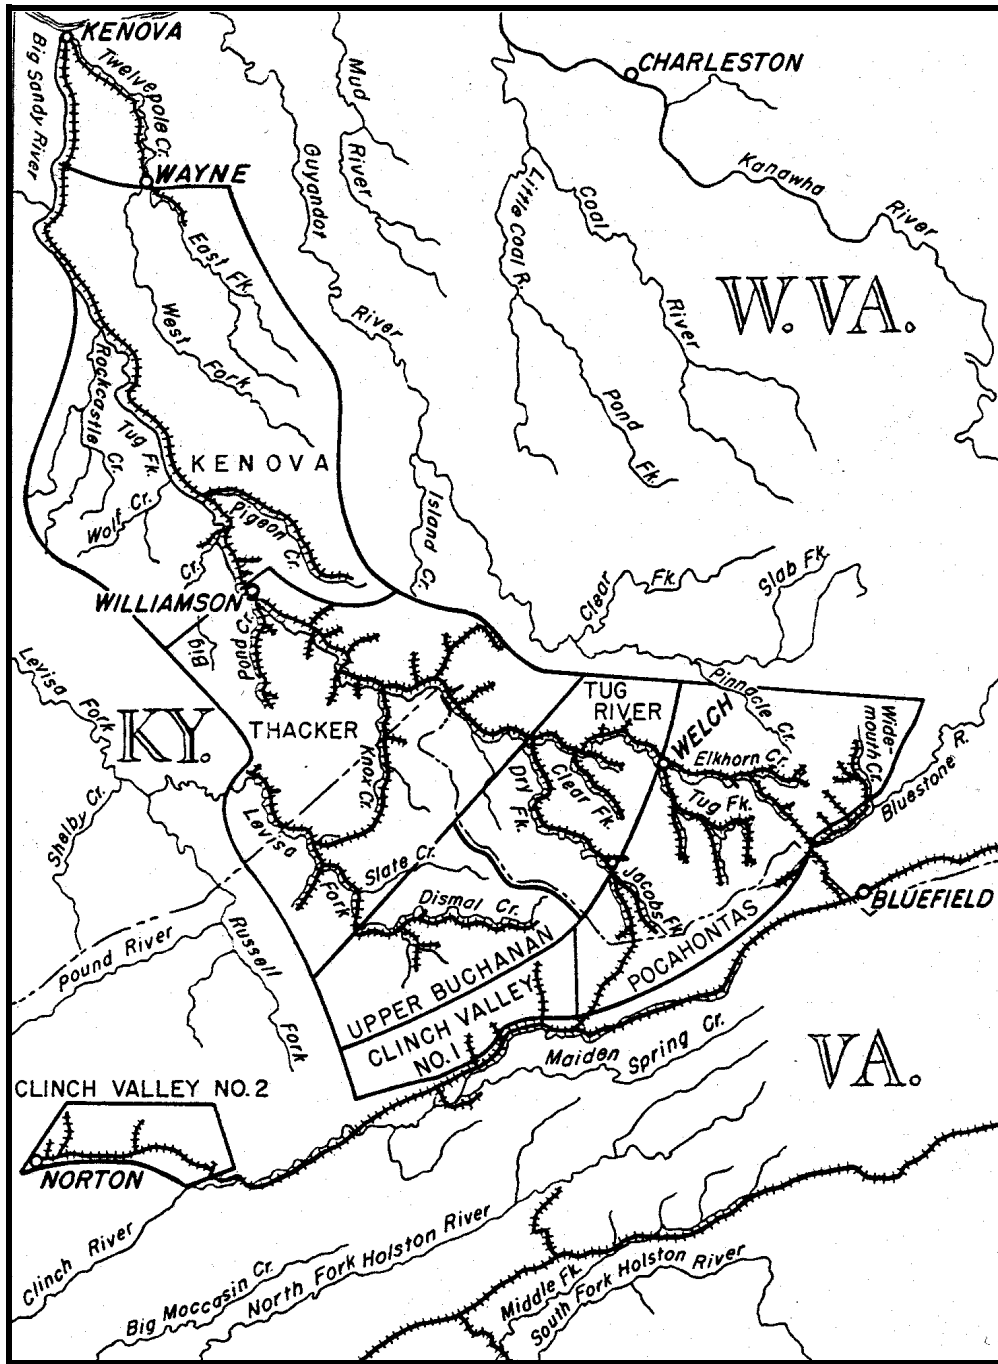 KENOVA
Big Sandy River
Twelvepole Cr.
WAYNE
Guyandot
River
Mud
River
CHARLESTON
Kanawha
River
Little Coal R.
Coal
River
W. VA.
East Fk.
West Fork
Pond
Fk.
Rockcastle Cr.
Tug Fk.
Wolf Cr.
KENOVA
Pigeon Cr.
Island Cr.
Clear
Fk.
Slab Fk.
WILLIAMSON
Big
Cr.
Pond Cr.
Levisa
Fork
KY.
THACKER
Knox Cr.
TUG
RIVER
WELCH
Pinnacle Cr.
Elkhorn Cr.
Wide-
mouth Cr.
Bluestone R.
Dry Fk.
Clear Fk.
Tug Fk.
Shelby Cr.
Levisa
Fork
Slate Cr.
Dismal Cr.
Jacobs Fk.
BLUEFIELD
Pound River
Russell
Fork
UPPER BUCHANAN
POCAHONTAS
CLINCH VALLEY
NO. 1
Maiden Spring Cr.
VA.
CLINCH VALLEY NO. 2
NORTON
Clinch River
Big Moccasin Cr.
North Fork Holston River
Middle Fk.
South Fork Holston River